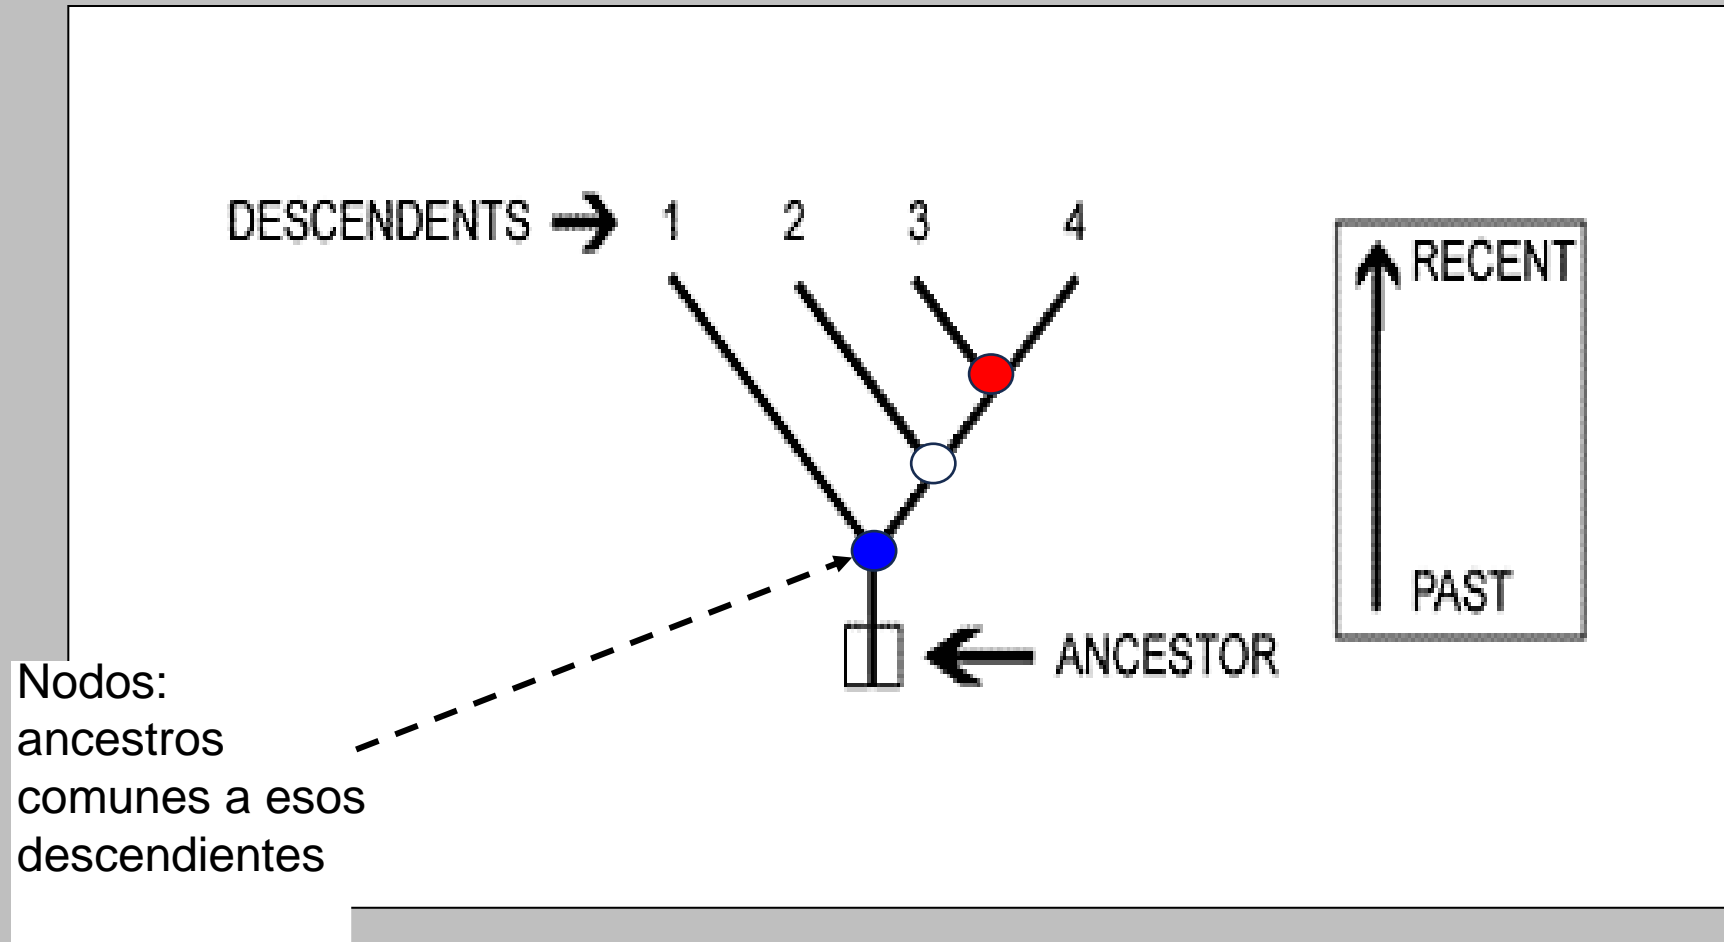 DESCENDENTS 1 2 3 4
RECENT
PAST
ANCESTOR
Nodos:
ancestros
comunes a esos
descendientes